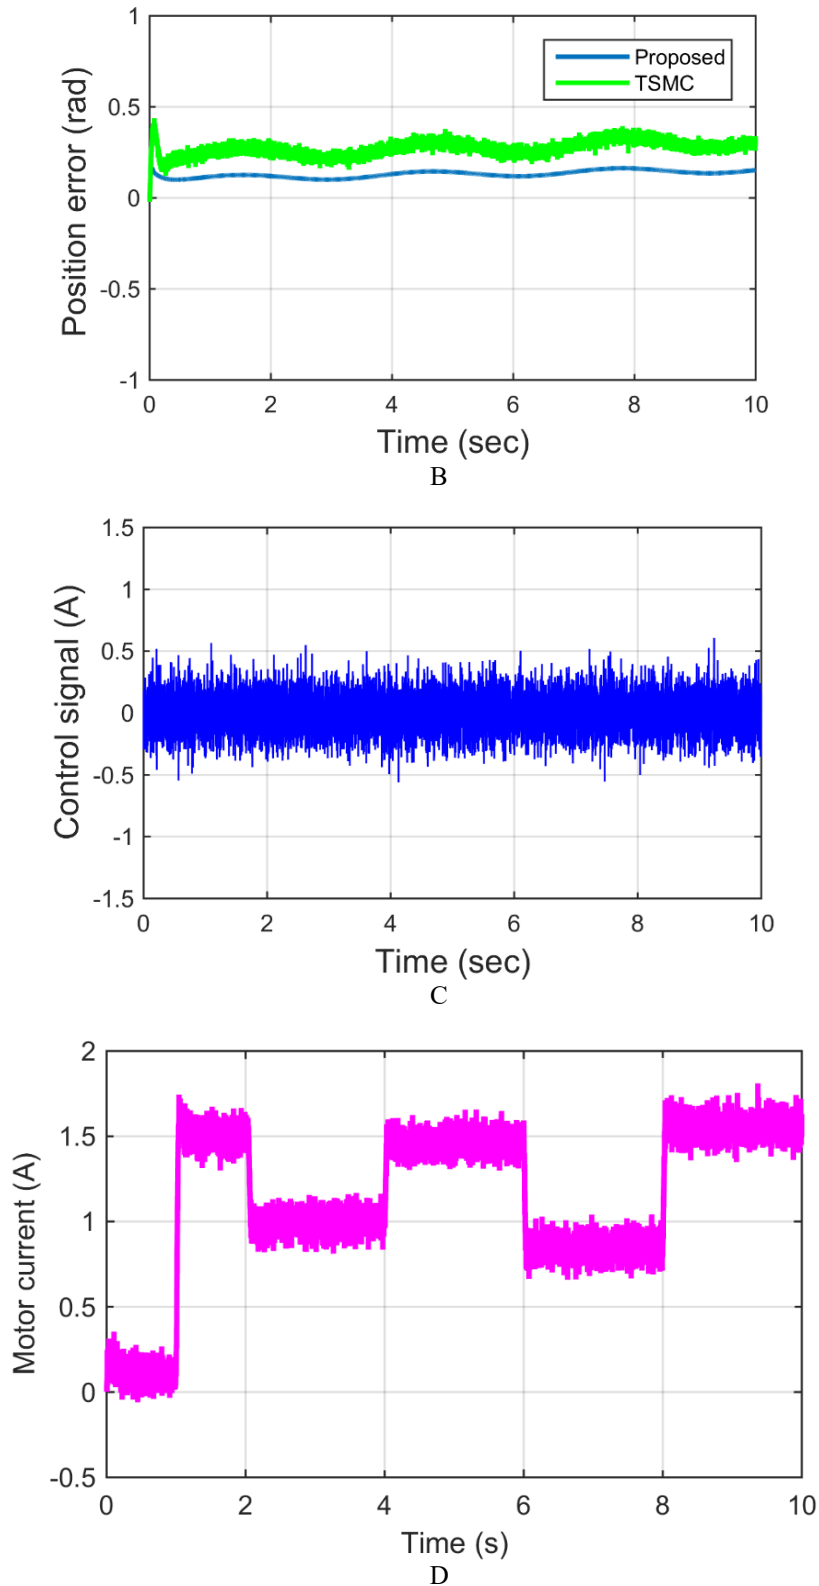 1
Proposed
TSMC
0.5
0
-0.5
-1
Position error (rad)
0 2 4 6 8 10
Time (sec)
B
1.5
1
0.5
0
-0.5
-1
-1.5
Control signal (A)
0 2 4 6 8 10
Time (sec)
C
2
1.5
1
0.5
0
-0.5
Motor current (A)
0 2 4 6 8 10
Time (s)
D